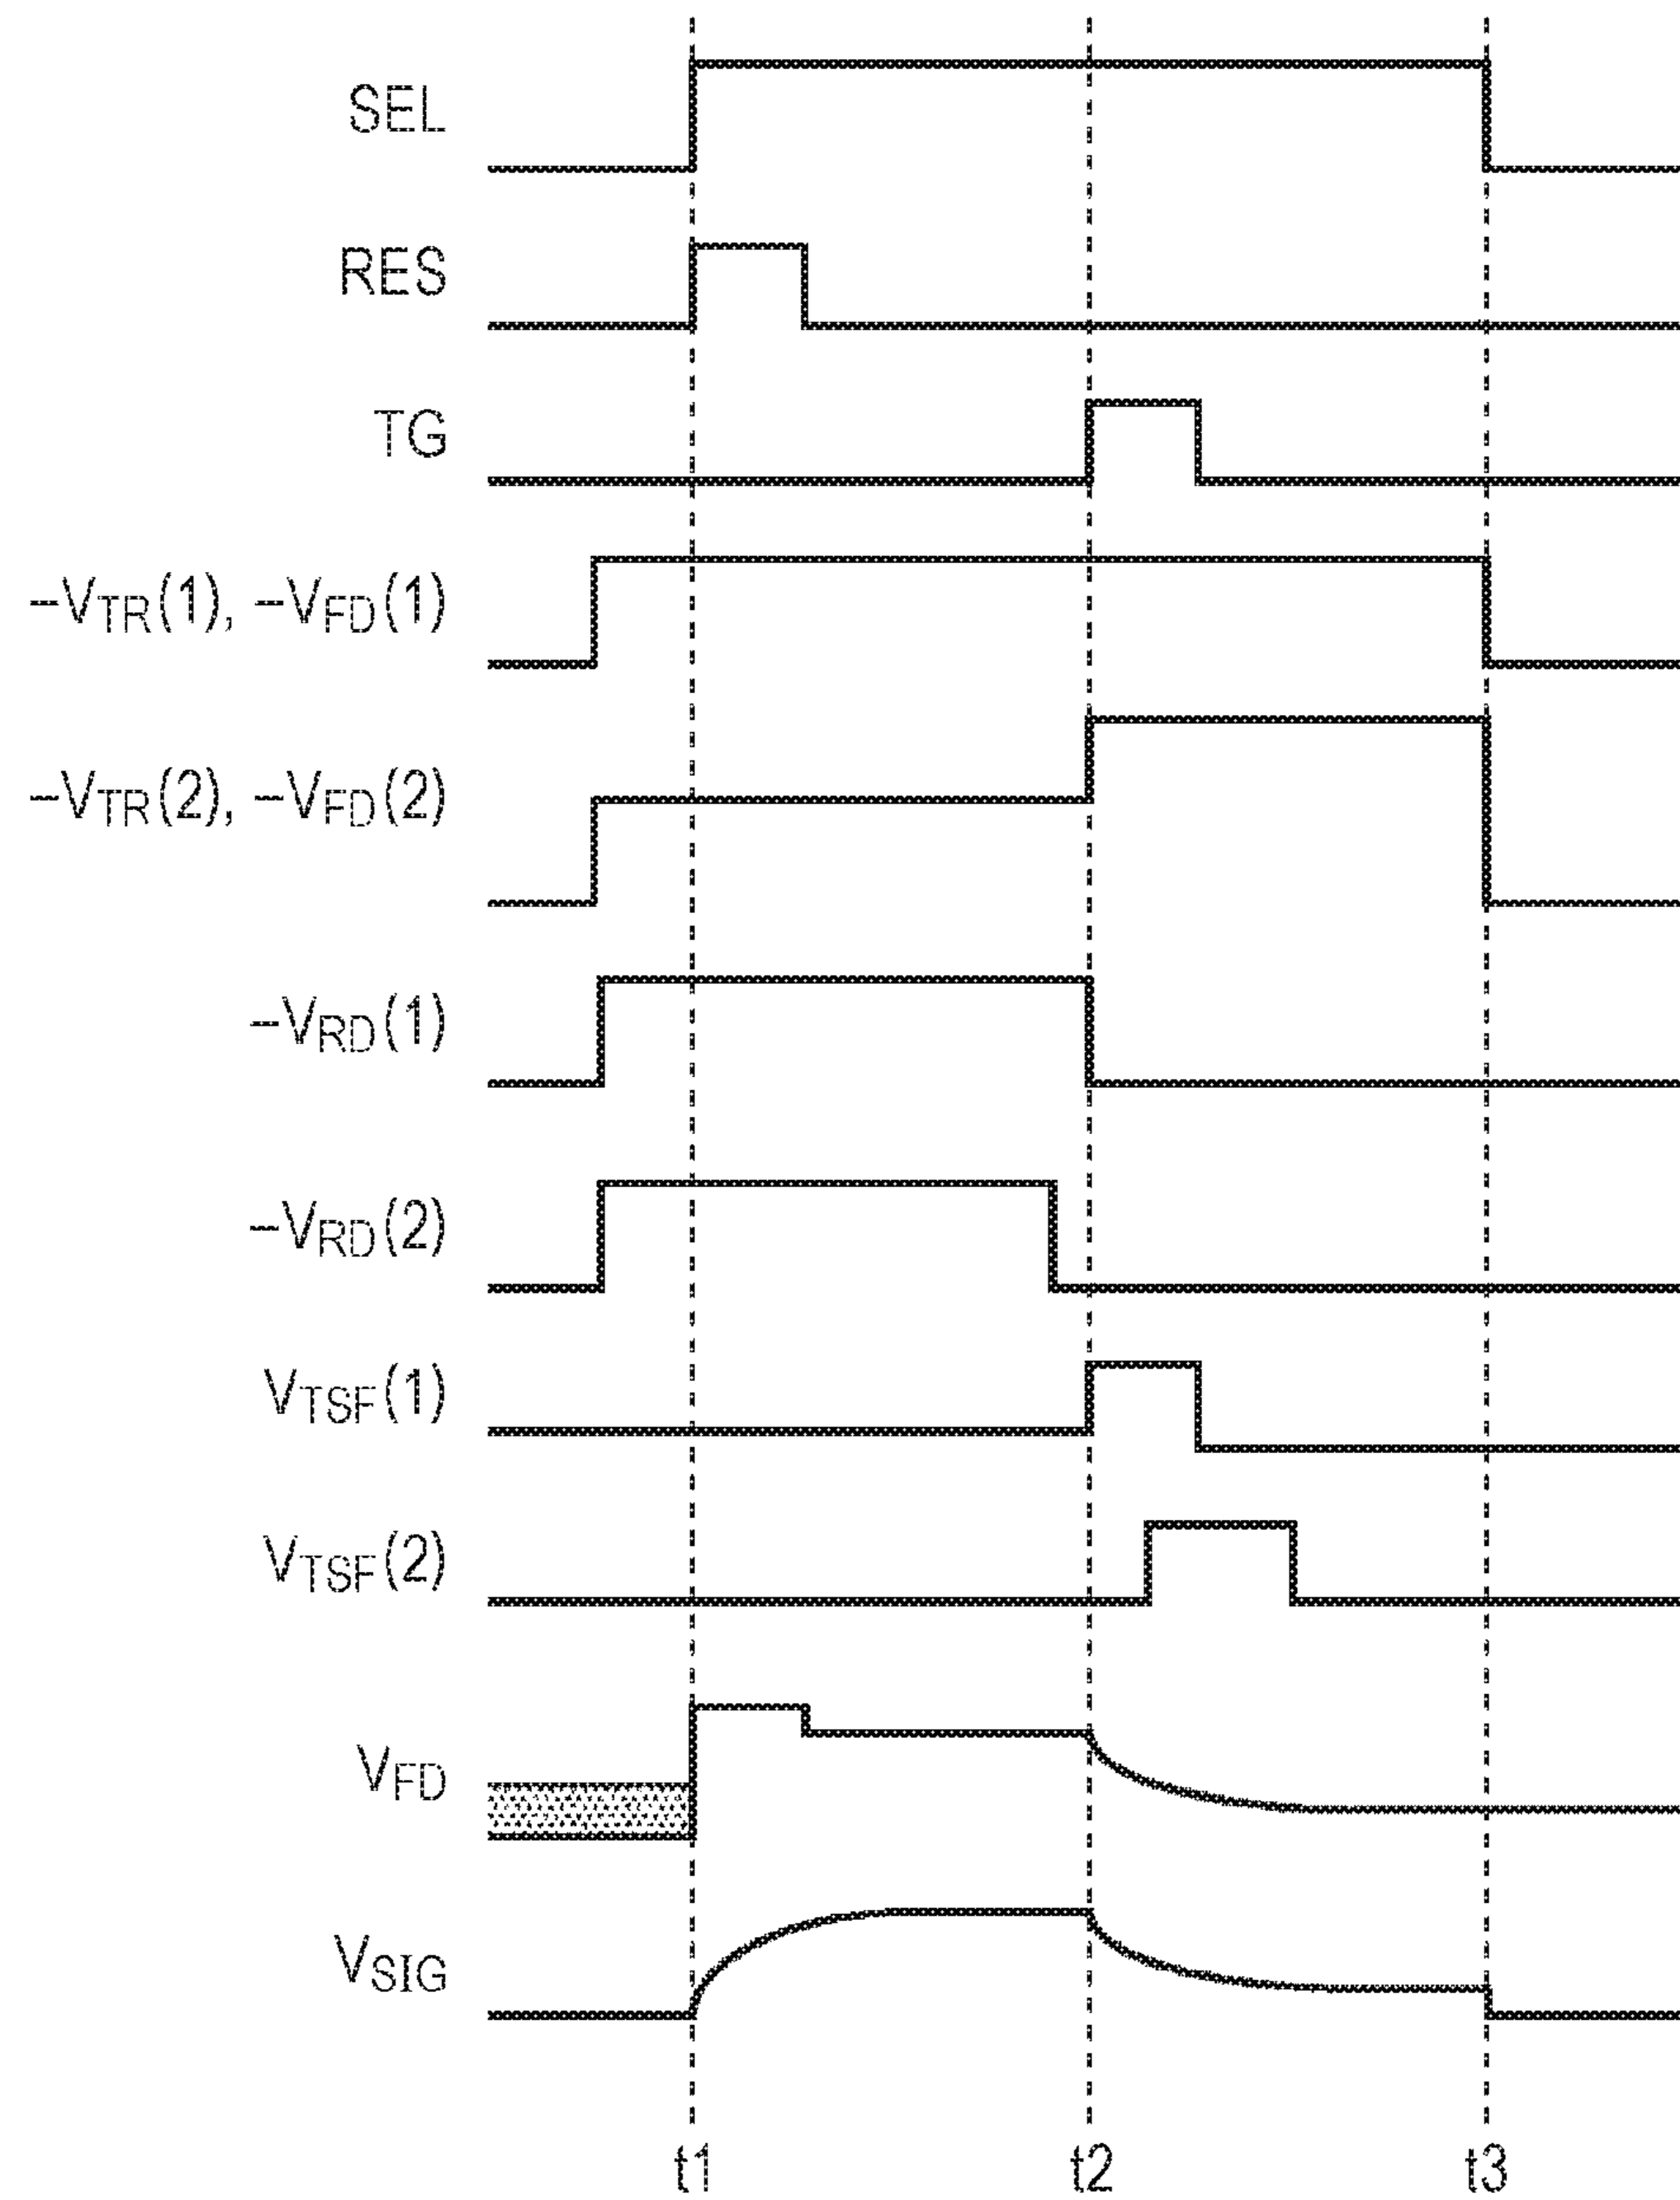 SEL
RES
TG
–VTR(1), –VFD(1)
–VTR(2), –VFD(2)
–VRD(1)
–VRD(2)
VTSF(1)
VTSF(2)
VFD
VSIG
t1 t2 t3